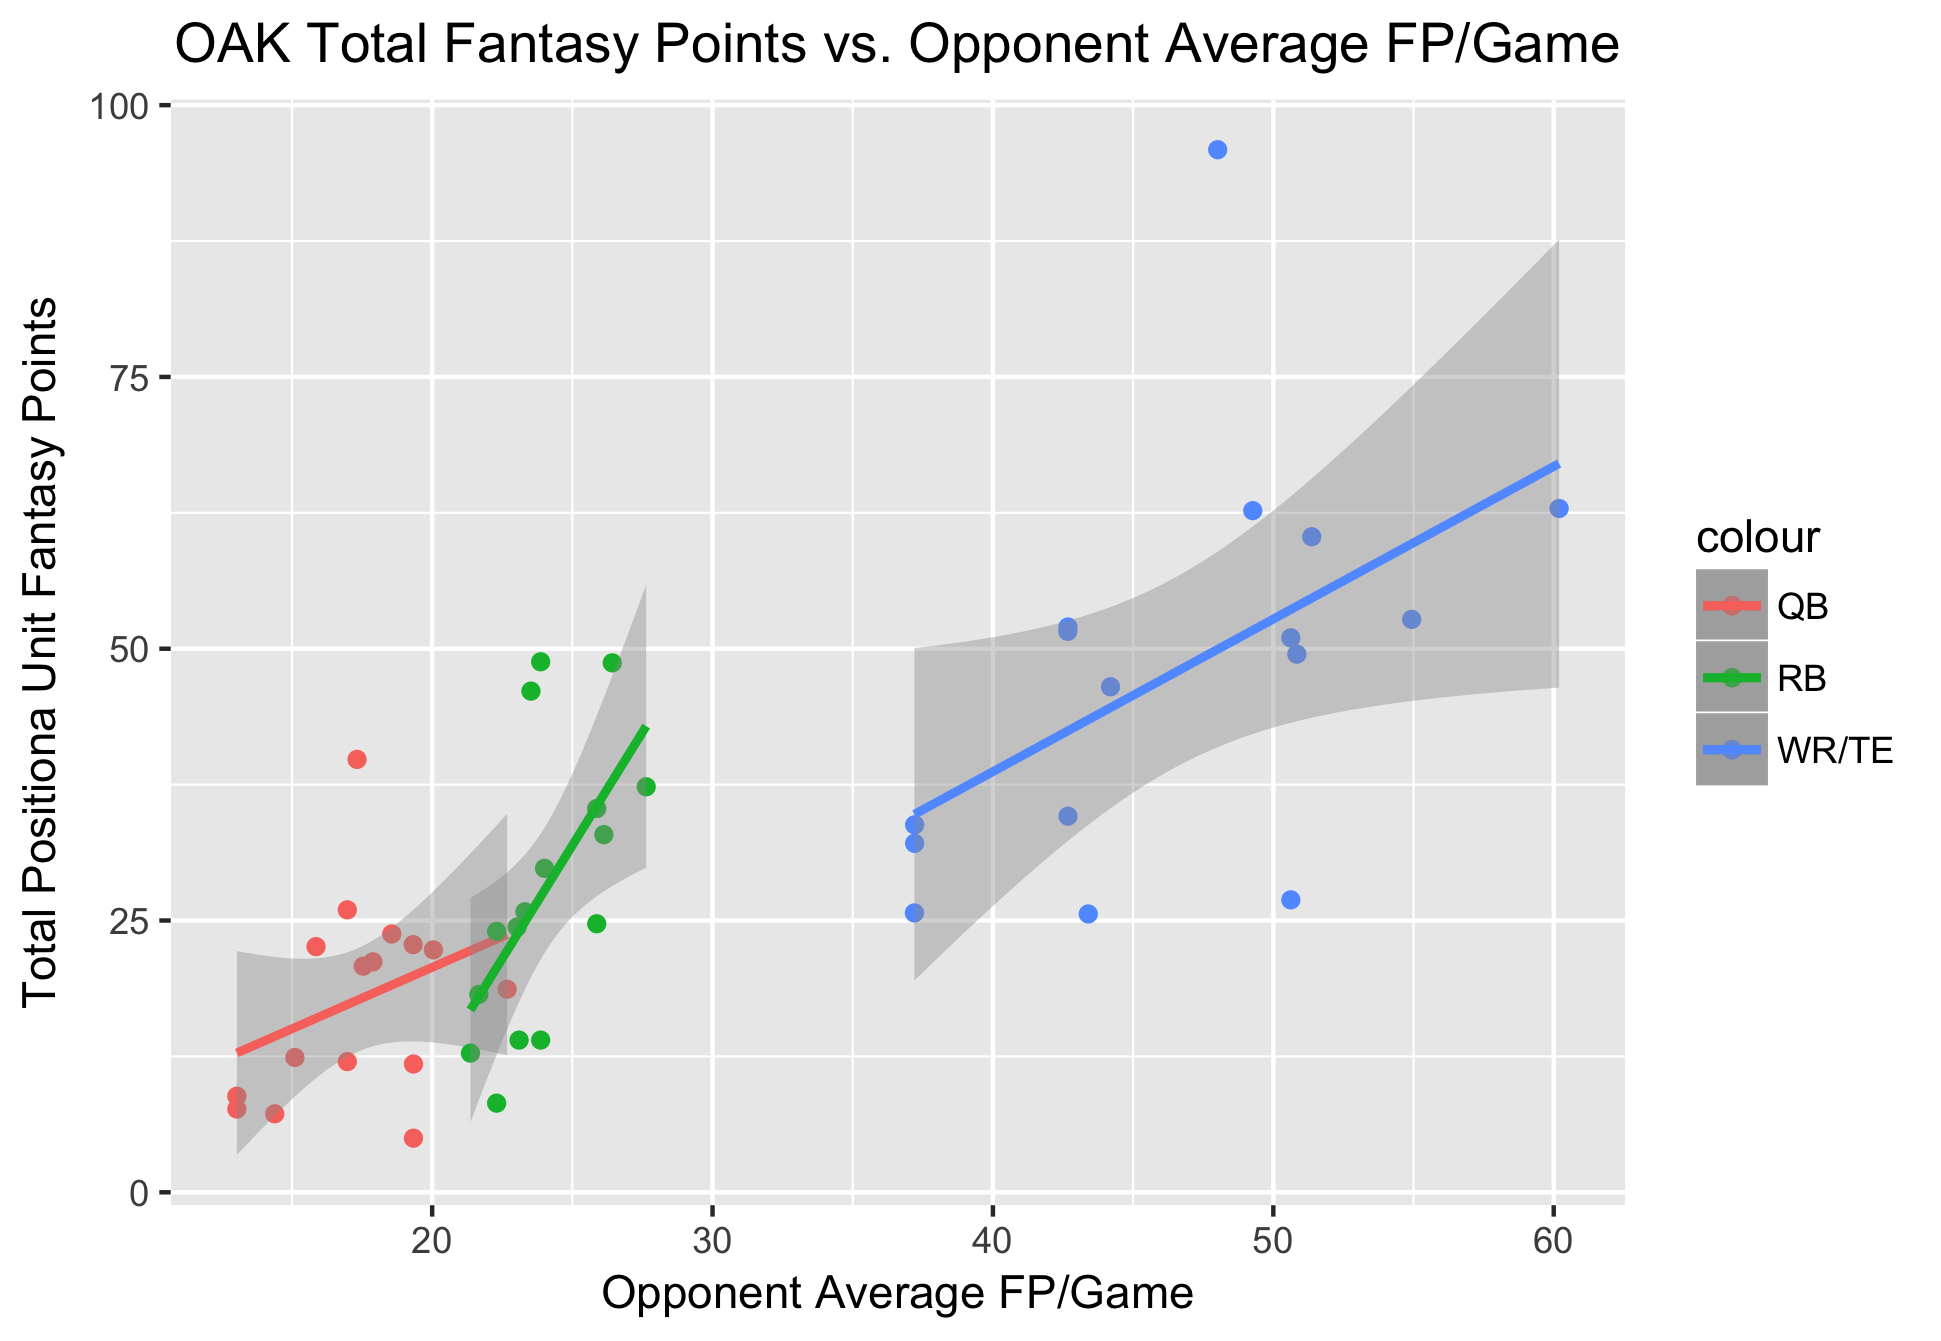 OAK Total Fantasy Points vs. Opponent Average FP/Game
Total Positiona Unit Fantasy Points
100
75
50
25
0
20 30 40 50 60
Opponent Average FP/Game
colour
QB
RB
WR/TE